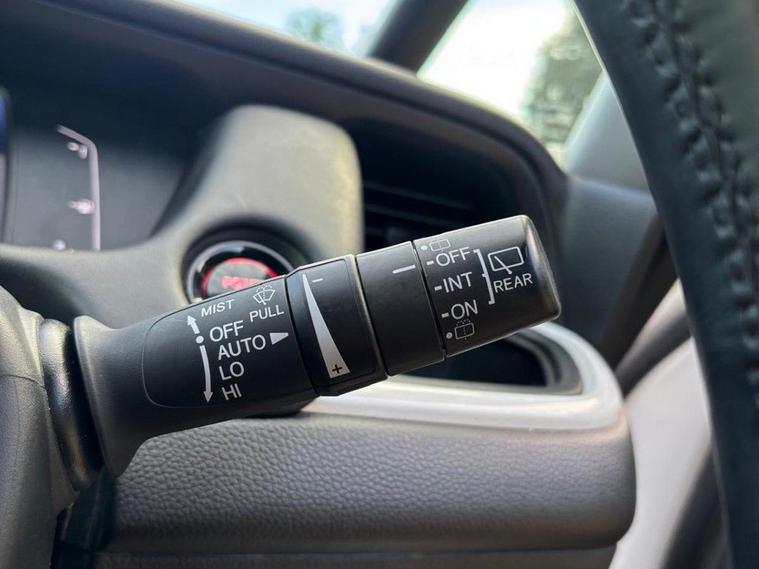 MIST
PULL
OFF
AUTO
LO
HI
- +
OFF
INT
ON
REAR